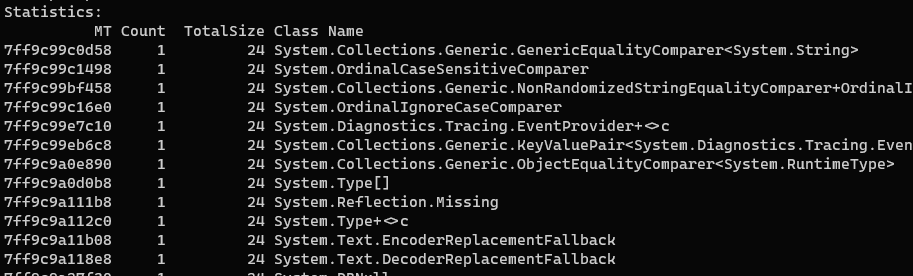 Statistics:
MT Count TotalSize Class Name
7ff9c99c0d58 1 24 System.Collections.Generic.GenericEqualityComparer<System.String>
7ff9c99c1498 1 24 System.OrdinalCaseSensitiveComparer
7ff9c99bf458 1 24 System.Collections.Generic.NonRandomizedStringEqualityComparer+OrdinalI
7ff9c99c16e0 1 24 System.OrdinalIgnoreCaseComparer
7ff9c99e7c10 1 24 System.Diagnostics.Tracing.EventProvider+<>c
7ff9c99eb6c8 1 24 System.Collections.Generic.KeyValuePair<System.Diagnostics.Tracing.Even
7ff9c9a0e890 1 24 System.Collections.Generic.ObjectEqualityComparer<System.RuntimeType>
7ff9c9a0d0b8 1 24 System.Type[]
7ff9c9a111b8 1 24 System.Reflection.Missing
7ff9c9a112c0 1 24 System.Type+<>c
7ff9c9a11b08 1 24 System.Text.EncoderReplacementFallback
7ff9c9a118e8 1 24 System.Text.DecoderReplacementFallback